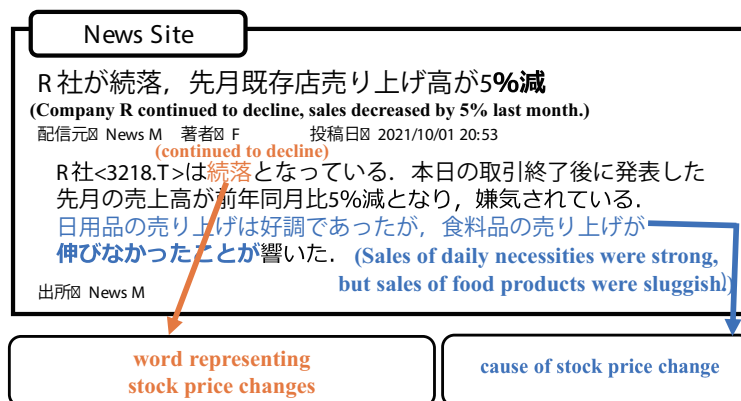 News Site
R社が続落，先月既存店売り上げ高が5%減
(Company R continued to decline, sales decreased by 5% last month.)
配信元 News M 著者 F 投稿日 2021/10/01 20:53
(continued to decline)
R社<3218.T>は続落となっている．本日の取引終了後に発表した
先月の売上高が前年同月比5%減となり，嫌気されている．
日用品の売り上げは好調であったが，食料品の売り上げが
伸びなかったことが響いた．
(Sales of daily necessities were strong,
but sales of food products were sluggish.)
出所 News M
word representing
stock price changes
cause of stock price change